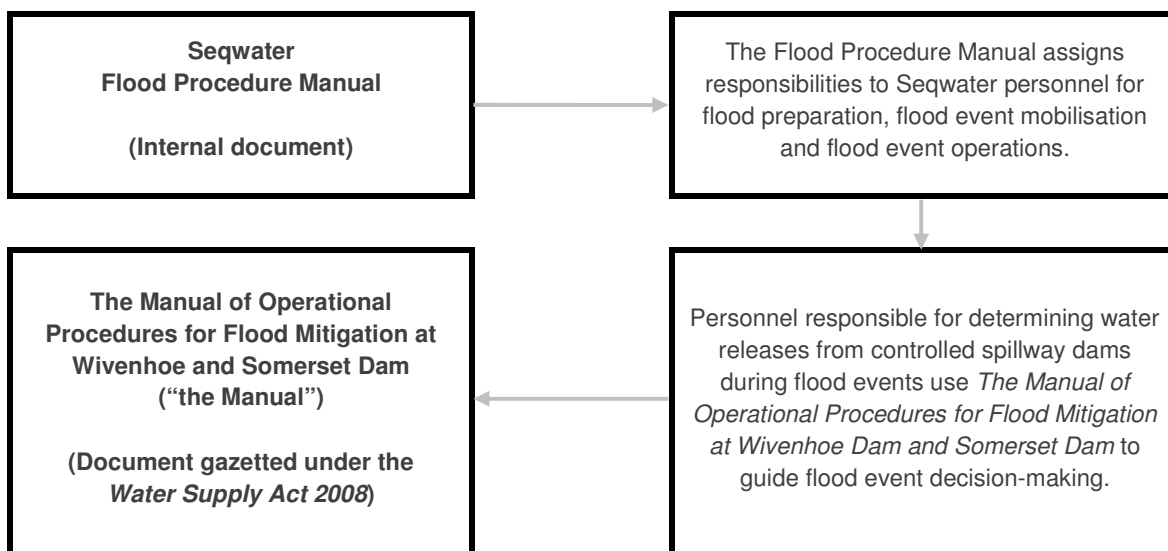 Seqwater
Flood Procedure Manual
(Internal document)
The Flood Procedure Manual assigns
responsibilities to Seqwater personnel for
flood preparation, flood event mobilisation
and flood event operations.
Personnel responsible for determining water
releases from controlled spillway dams
during flood events use The Manual of
Operational Procedures for Flood Mitigation
at Wivenhoe Dam and Somerset Dam to
guide flood event decision-making.
The Manual of Operational
Procedures for Flood Mitigation at
Wivenhoe and Somerset Dam
(“the Manual”)
(Document gazetted under the
Water Supply Act 2008)